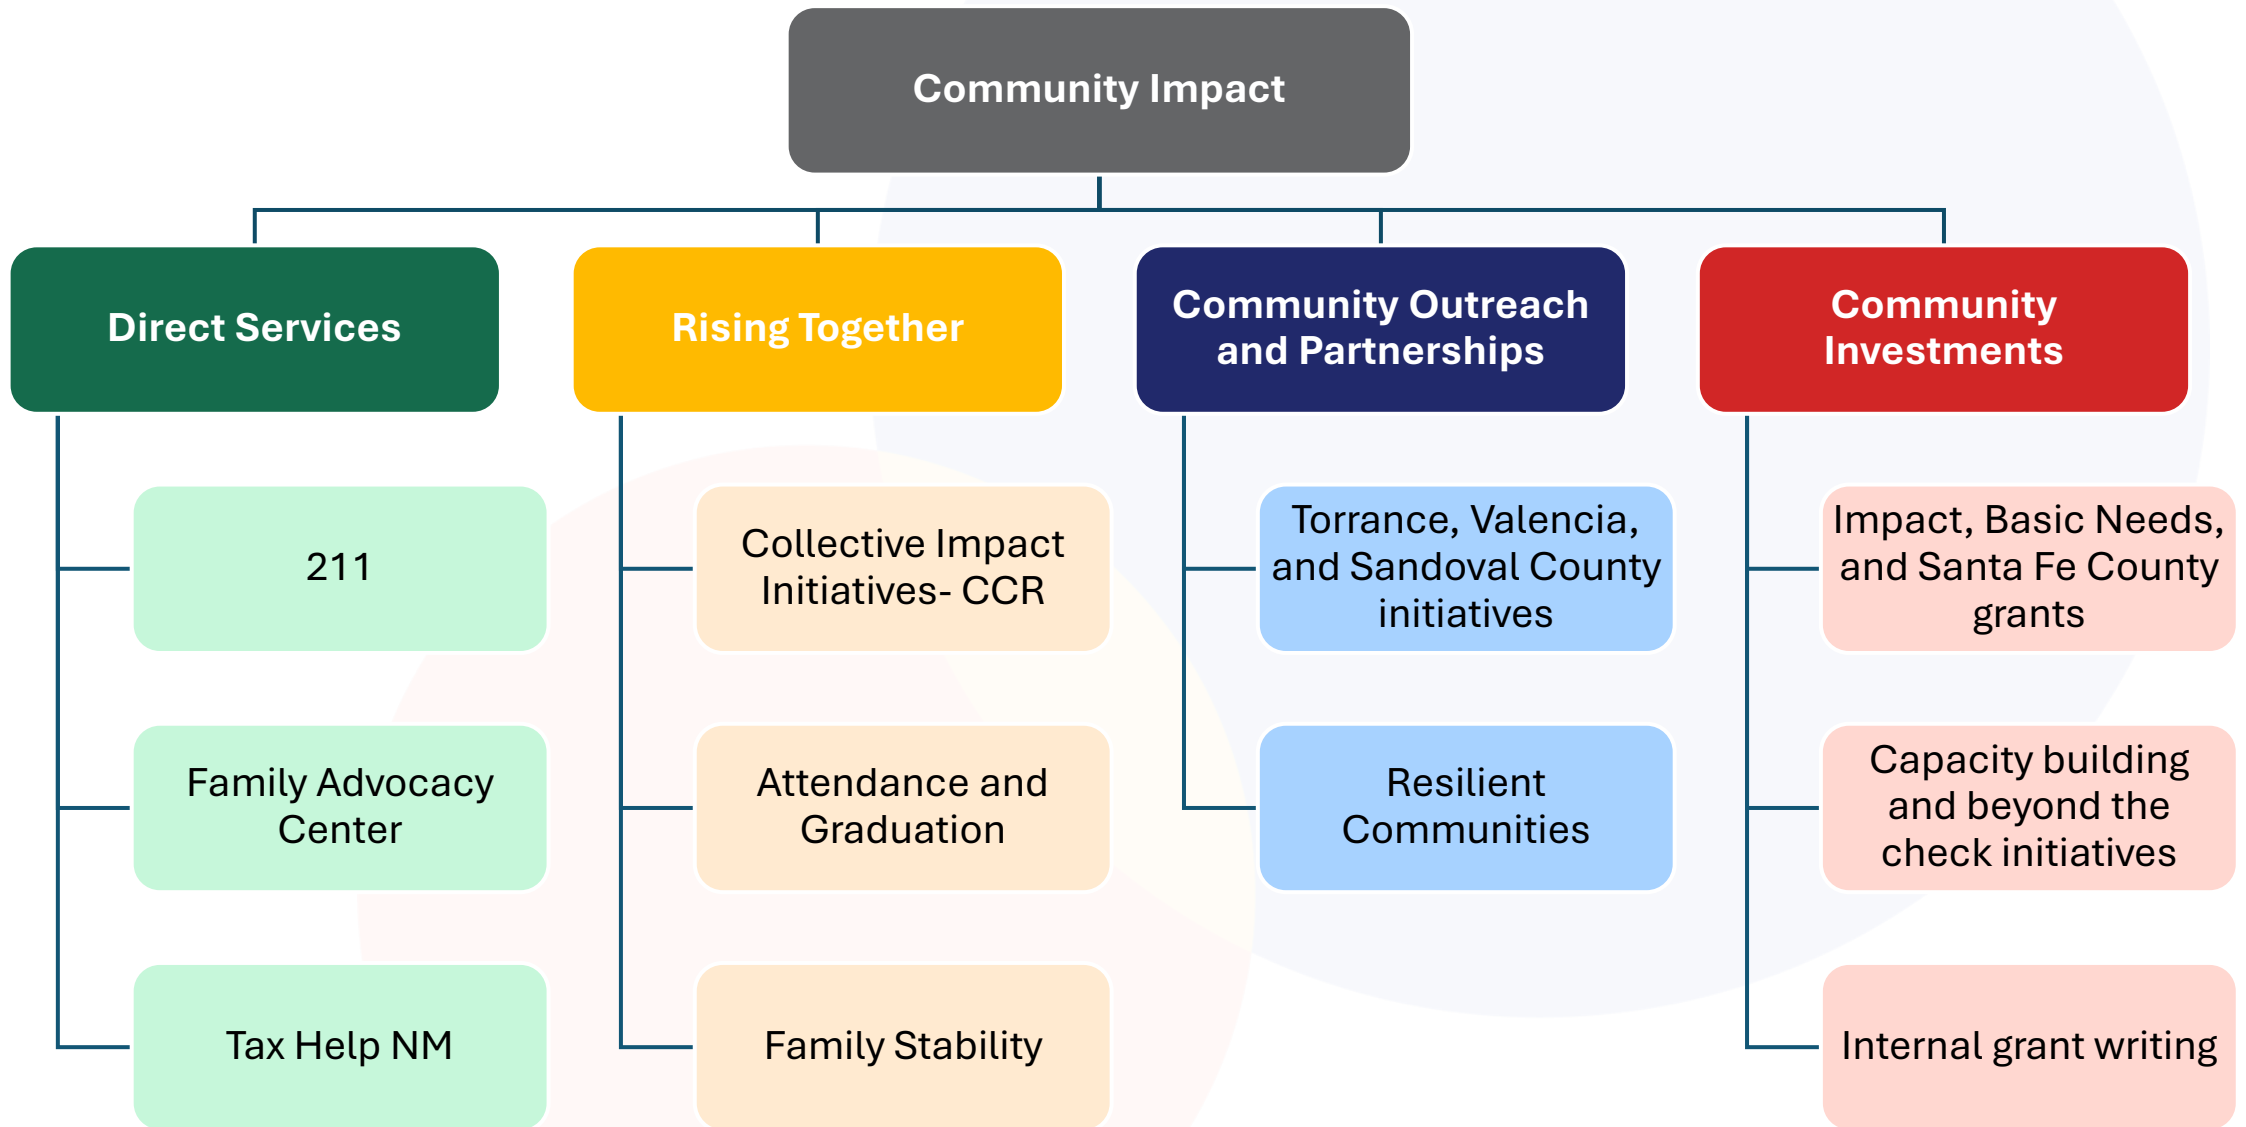 Community Impact
Direct Services
Rising Together
Community Outreach
and Partnerships
Community
Investments
211
Collective Impact
Initiatives- CCR
Torrance, Valencia,
and Sandoval County
initiatives
Impact, Basic Needs,
and Santa Fe County
grants
Family Advocacy
Center
Attendance and
Graduation
Resilient
Communities
Capacity building
and beyond the
check initiatives
Tax Help NM
Family Stability
Internal grant writing